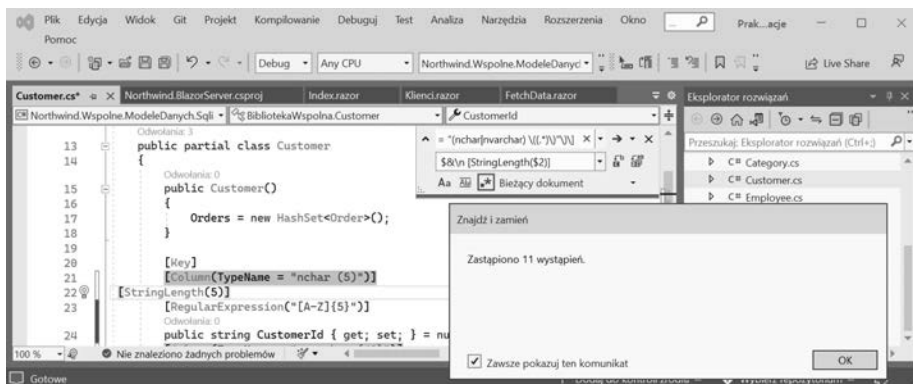 Plik Edycja Widok Git Projekt Kompilowanie Debuguj Test Analiza Narzędzia Rozszerzenia Okno Prak...acje
Pomoc
Debug Any CPU Northwind.Wspolne.ModeleDanyc Live Share
Customer.cs* Northwind.BlazorServer.csproj Index.razor Klienci.razor FetchData.razor Eksplorator rozwiązań
Northwind.Wspolne.ModeleDanych.Sqli BibliotekaWspolna.Customer CustomerId
Odwołania: 3
13 public partial class Customer
14 {
Odwołania: 0
15 public Customer()
16 {
17 Orders = new HashSet<Order>();
18 }
19
20 [Key]
21 [Column(TypeName = "nchar (5)")]
22 [StringLength(5)]
23 [RegularExpression("[A-Z]{5}")]
Odwołania: 0
24 public string CustomerId { get; set; } = nu
= "(nchar|nvarchar) \((.*)\)"\)\]
$&\n [StringLength($2)]
Aa Bieżący dokument
Przeszukaj: Eksplorator rozwiązań (Ctrl+;)
C# Category.cs
C# Customer.cs
C# Employee.cs
Znajdź i zamień
Zastąpiono 11 wystąpień.
Zawsze pokazuj ten komunikat
OK
100 % Nie znaleziono żadnych problemów
Gotowe